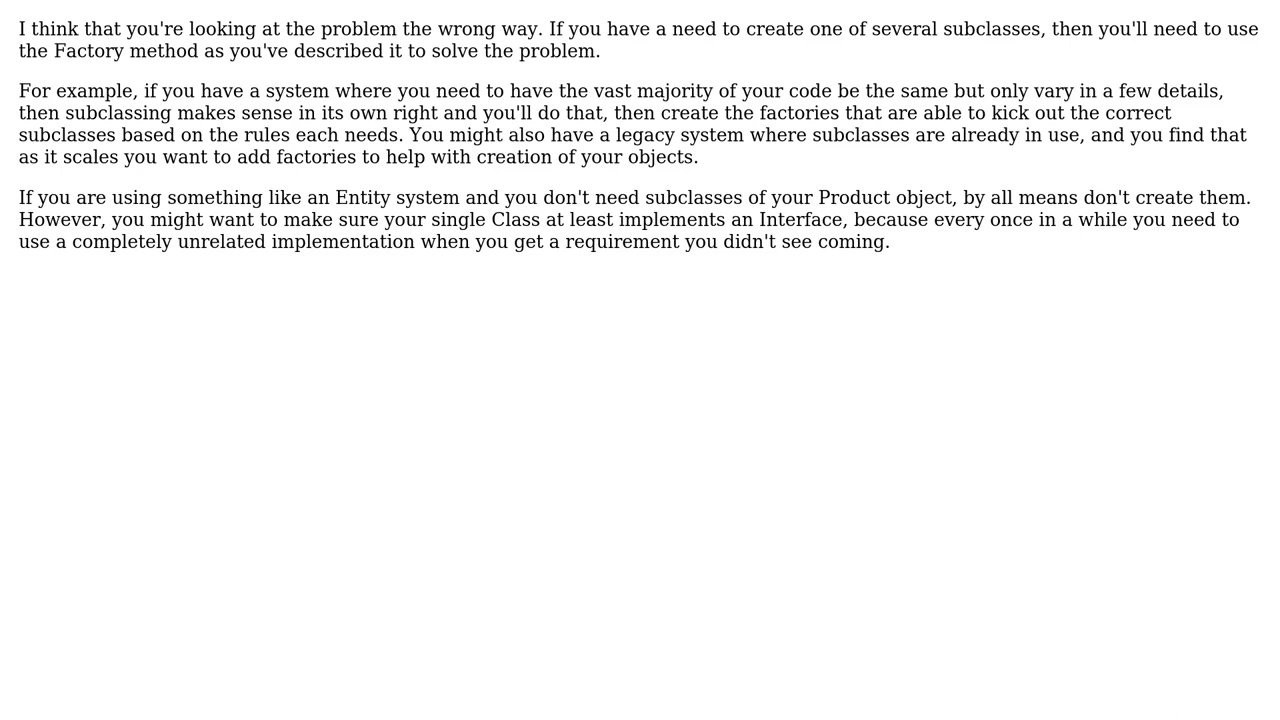 I think that you're looking at the problem the wrong way. If you have a need to create one of several subclasses, then you'll need to use
the Factory method as you've described it to solve the problem.
For example, if you have a system where you need to have the vast majority of your code be the same but only vary in a few details,
then subclassing makes sense in its own right and you'll do that, then create the factories that are able to kick out the correct
subclasses based on the rules each needs. You might also have a legacy system where subclasses are already in use, and you find that
as it scales you want to add factories to help with creation of your objects.
If you are using something like an Entity system and you don't need subclasses of your Product object, by all means don't create them.
However, you might want to make sure your single Class at least implements an Interface, because every once in a while you need to
use a completely unrelated implementation when you get a requirement you didn't see coming.